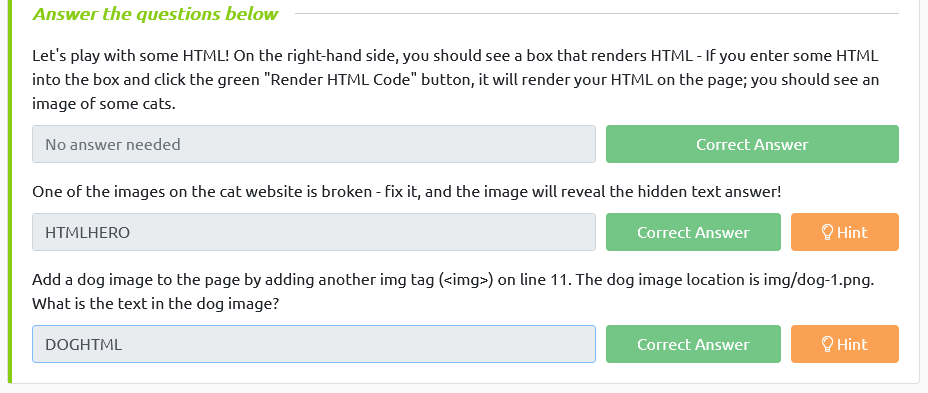 Answer the questions below
Let's play with some HTML! On the right-hand side, you should see a box that renders HTML - If you enter some HTML
into the box and click the green "Render HTML Code" button, it will render your HTML on the page; you should see an
image of some cats.
No answer needed
Correct Answer
One of the images on the cat website is broken - fix it, and the image will reveal the hidden text answer!
HTMLHERO
Correct Answer
Hint
Add a dog image to the page by adding another img tag (<img>) on line 11. The dog image location is img/dog-1.png.
What is the text in the dog image?
DOGHTML
Correct Answer
Hint